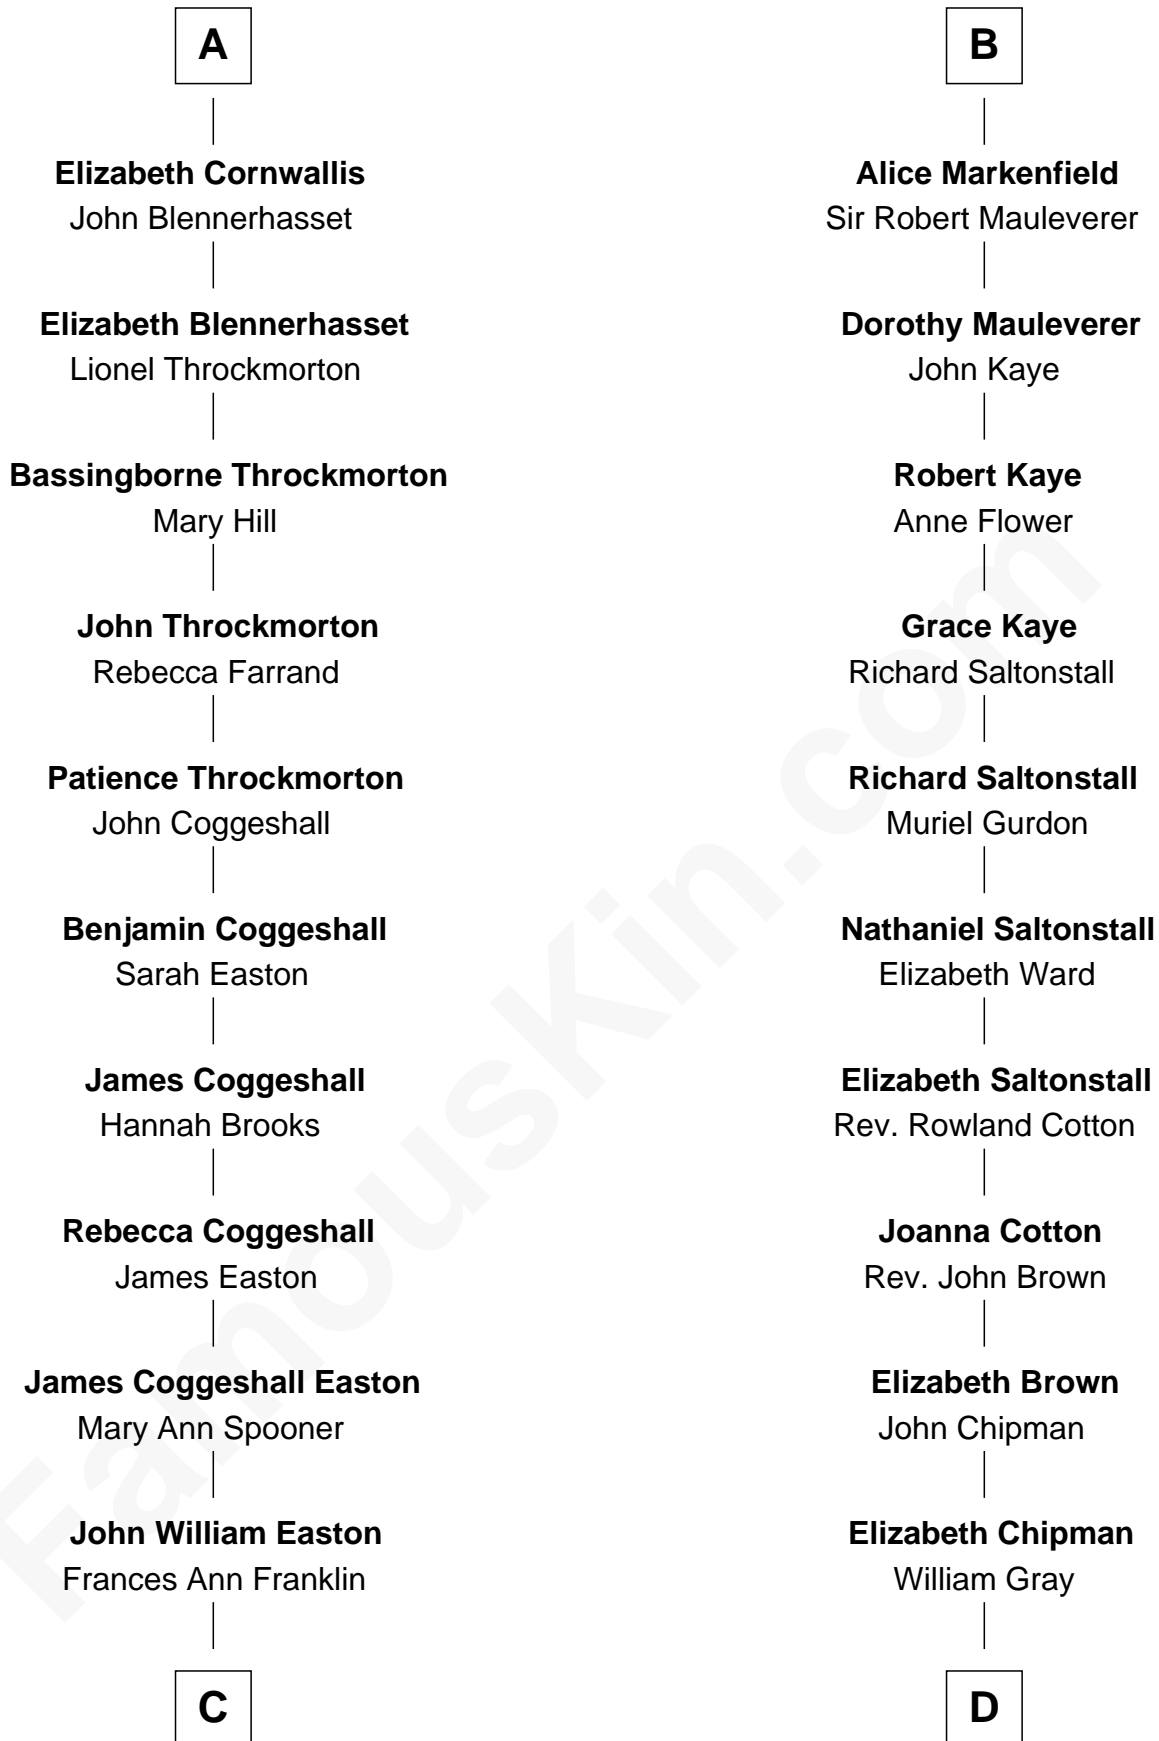 A
Elizabeth Cornwallis
John Blennerhasset
Elizabeth Blennerhasset
Lionel Throckmorton
Bassingborne Throckmorton
Mary Hill
John Throckmorton
Rebecca Farrand
Patience Throckmorton
John Coggeshall
Benjamin Coggeshall
Sarah Easton
James Coggeshall
Hannah Brooks
Rebecca Coggeshall
James Easton
James Coggeshall Easton
Mary Ann Spooner
John William Easton
Frances Ann Franklin
C
B
Alice Markenfield
Sir Robert Mauleverer
Dorothy Mauleverer
John Kaye
Robert Kaye
Anne Flower
Grace Kaye
Richard Saltonstall
Richard Saltonstall
Muriel Gurdon
Nathaniel Saltonstall
Elizabeth Ward
Elizabeth Saltonstall
Rev. Rowland Cotton
Joanna Cotton
Rev. John Brown
Elizabeth Brown
John Chipman
Elizabeth Chipman
William Gray
D
FamousKin.com